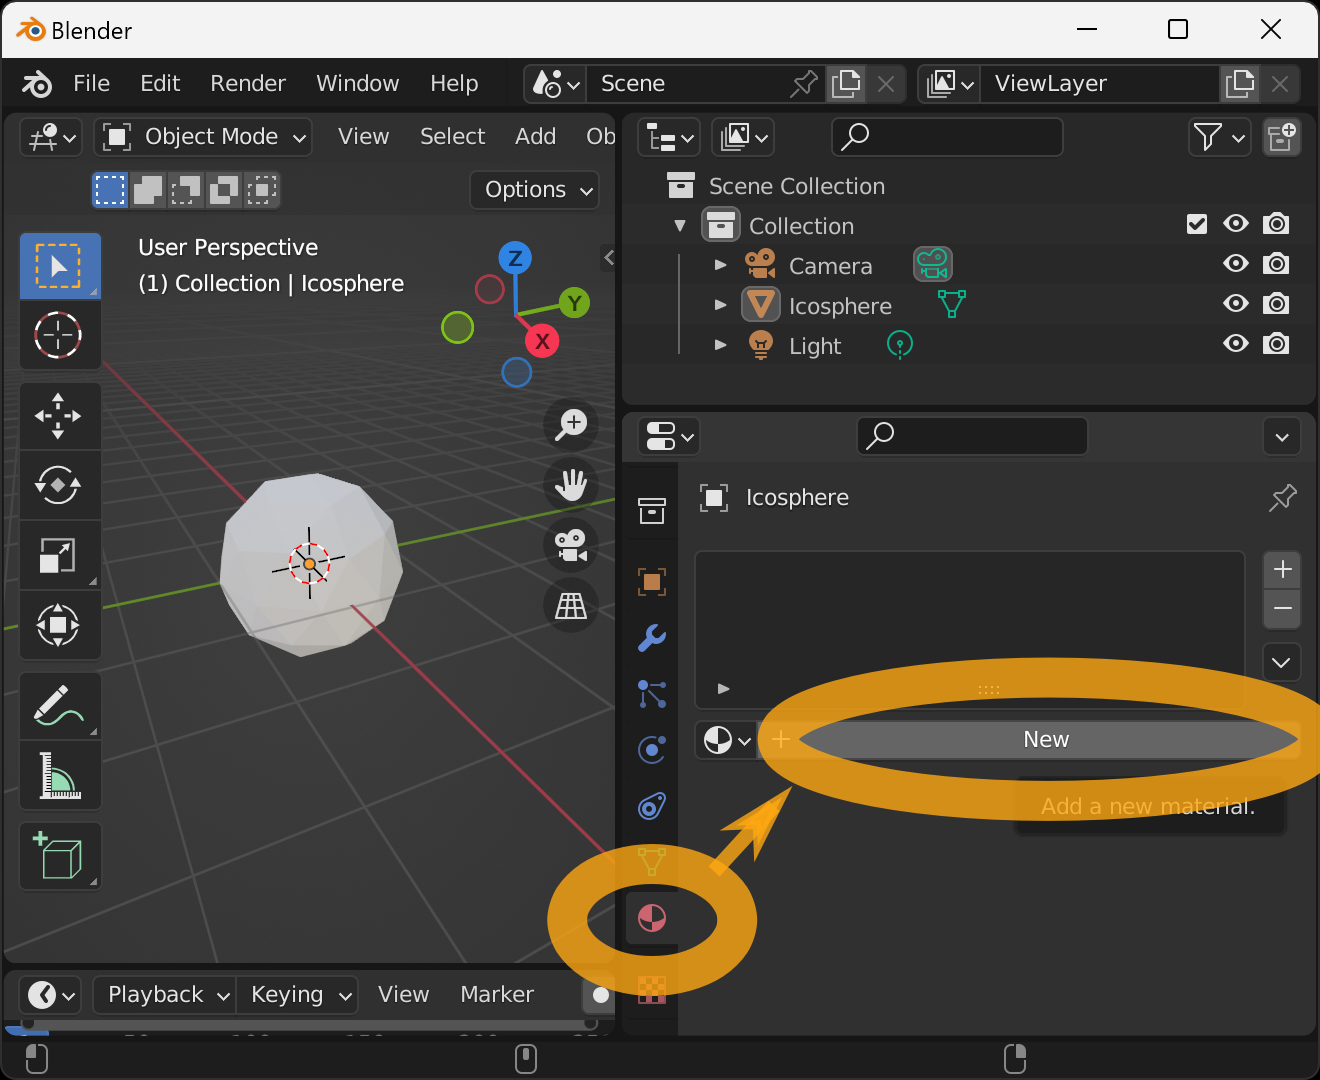 Blender
File Edit Render Window Help Scene ViewLayer
Object Mode View Select Add Ob
Options
User Perspective
(1) Collection | Icosphere
Z
Y
X
Scene Collection
Collection
Camera
Icosphere
Light
Icosphere
New
Add a new material.
Playback Keying View Marker